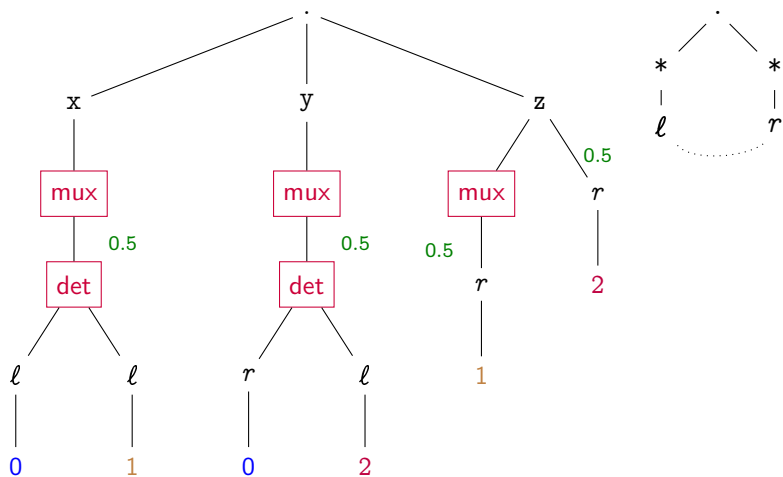 . .
* *
x y z ℓ r
0.5
mux mux mux r
0.5 0.5 0.5
det det r 2
ℓ ℓ r ℓ 1
0 1 0 2